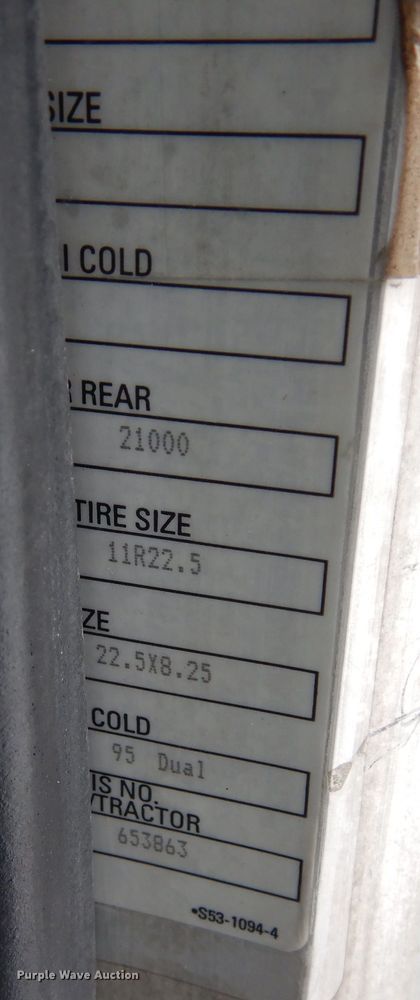 SIZE
I COLD
R REAR
21000
TIRE SIZE
11R22.5
ZE
22.5X8.25
COLD
95 Dual
IS NO.
/TRACTOR
653863
•S53-1094-4
Purple Wave Auction